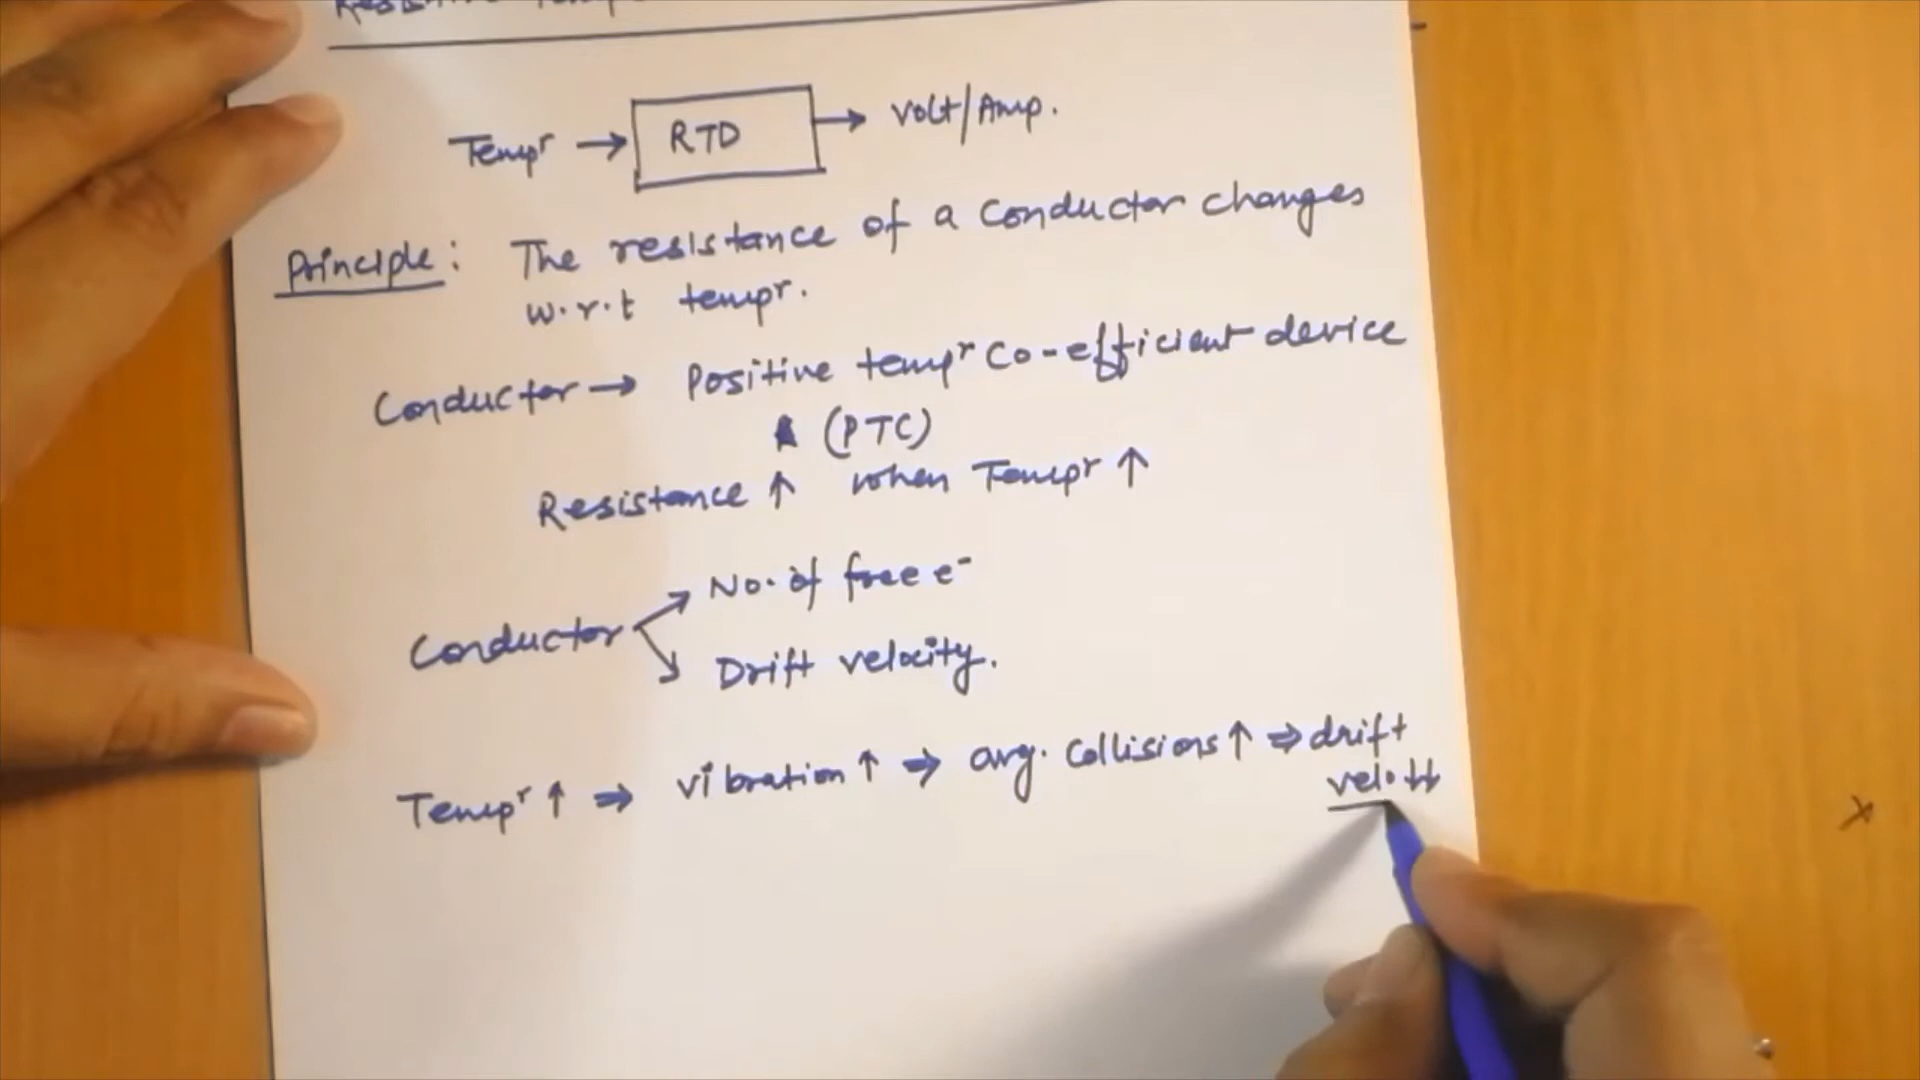 Tempr → RTD → Volt/Amp.
Principle: The resistance of a conductor changes
w.r.t tempr.
Conductor → Positive tempr Co-efficient device
(PTC)
Resistance ↑ when Tempr ↑
No. of free e-
Conductor
Drift velocity.
Tempr ↑ ⇒ vibration ↑ ⇒ avg. Collisions ↑ ⇒ drift
velo. ↓↓